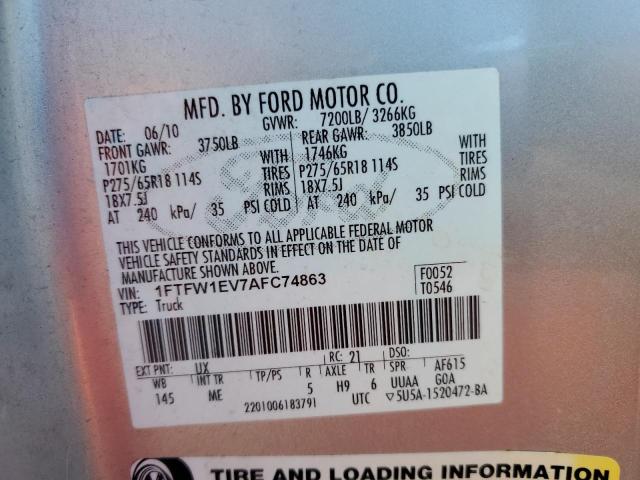 MFD. BY FORD MOTOR CO.
DATE: 06/10 GVWR: 7200LB/ 3266KG
FRONT GAWR: 3750LB REAR GAWR: 3850LB
1701KG WITH 1746KG WITH
P275/65R18 114S TIRES P275/65R18 114S TIRES
18X7.5J RIMS 18X7.5J RIMS
AT 240 kPa/ 35 PSI COLD AT 240 kPa/ 35 PSI COLD
THIS VEHICLE CONFORMS TO ALL APPLICABLE FEDERAL MOTOR
VEHICLE SAFETY STANDARDS IN EFFECT ON THE DATE OF
MANUFACTURE SHOWN ABOVE.
VIN: 1FTFW1EV7AFC74863 F0052
TYPE: Truck T0546
EXT PNT: UX RC: 21 DSO: AF615
WB INT TR TP/PS R AXLE TR SPR G0A
145 ME 5 H9 6 UUAA
2201006183791 UTC ▽5U5A-1520472-BA
Ford
TIRE AND LOADING INFORMATION